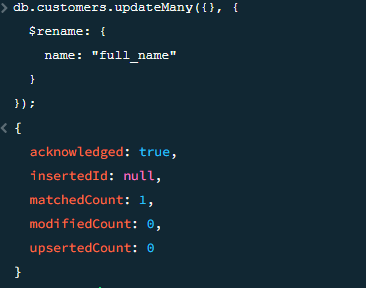 > db.customers.updateMany({}, {
$rename: {
name: "full_name"
}
});
< {
acknowledged: true,
insertedId: null,
matchedCount: 1,
modifiedCount: 0,
upsertedCount: 0
}